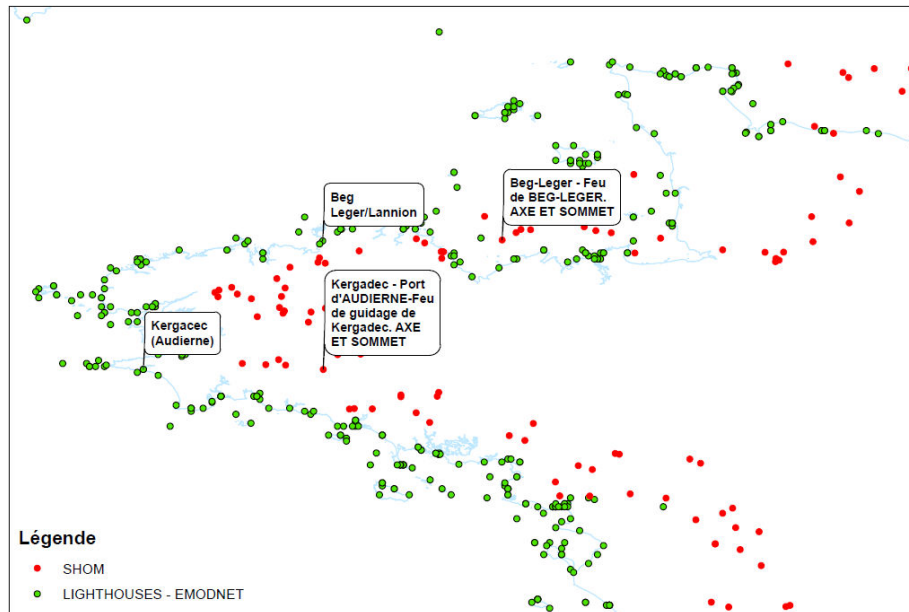 Beg
Leger/Lannion
Beg-Leger - Feu
de BEG-LEGER.
AXE ET SOMMET
Kergacec
(Audierne)
Kergadec - Port
d'AUDIERNE-Feu
de guidage de
Kergadec. AXE
ET SOMMET
Légende
SHOM
LIGHTHOUSES - EMODNET